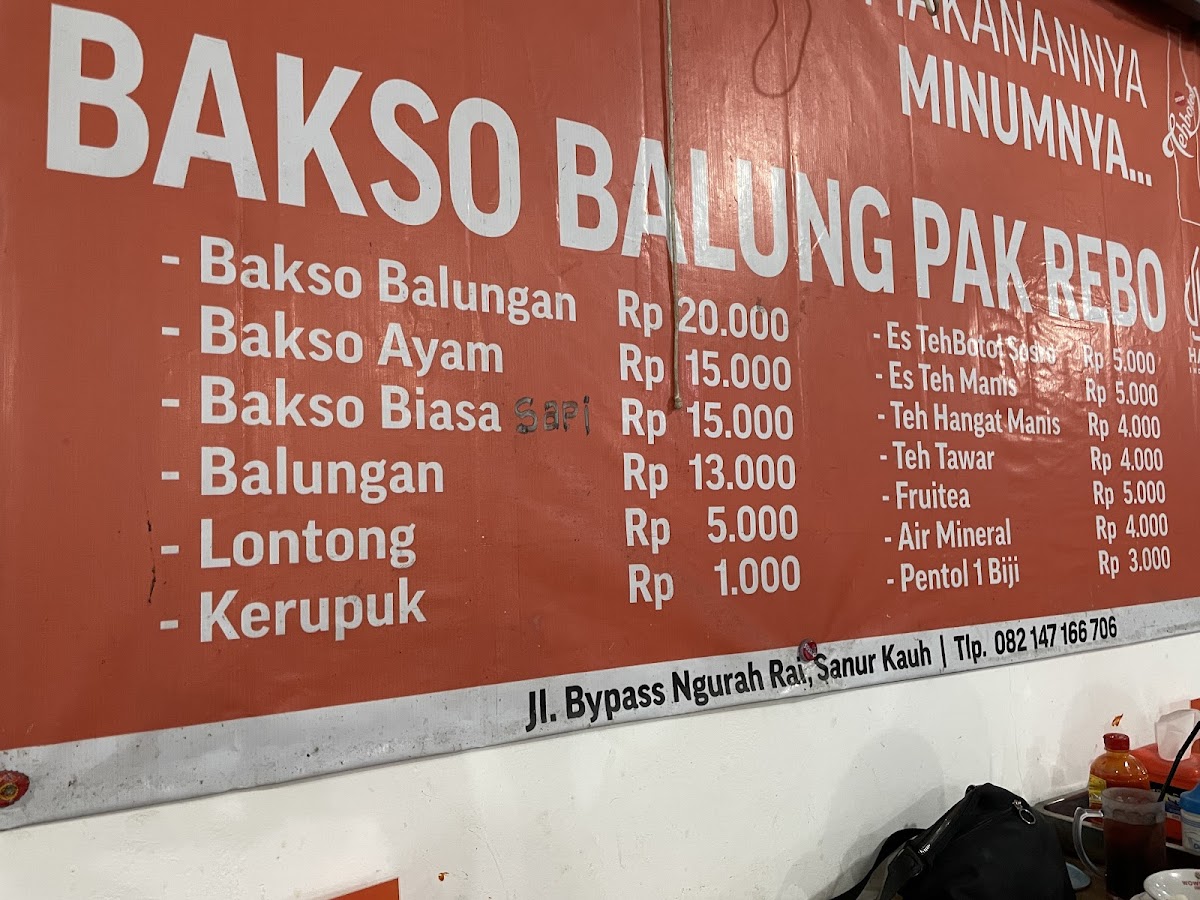 MAKANANNYA
MINUMNYA...
Tehbotol
BAKSO BALUNG PAK REBO
- Bakso Balungan Rp 20.000
- Bakso Ayam Rp 15.000
- Bakso Biasa sapi Rp 15.000
- Balungan Rp 13.000
- Lontong Rp 5.000
- Kerupuk Rp 1.000
- Es TehBotol Sosro Rp 5.000
- Es Teh Manis Rp 5.000
- Teh Hangat Manis Rp 4.000
- Teh Tawar Rp 4.000
- Fruitea Rp 5.000
- Air Mineral Rp 4.000
- Pentol 1 Biji Rp 3.000
Jl. Bypass Ngurah Rai, Sanur Kauh | Tlp. 082 147 166 706